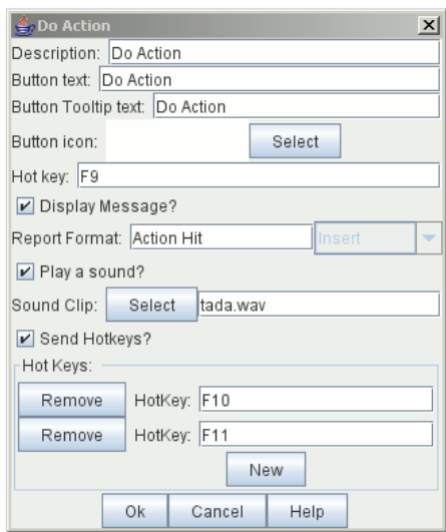 Do Action
Description: Do Action
Button text: Do Action
Button Tooltip text: Do Action
Button icon: Select
Hot key: F9
Display Message?
Report Format: Action Hit Insert
Play a sound?
Sound Clip: Select tada.wav
Send Hotkeys?
Hot Keys:
Remove HotKey: F10
Remove HotKey: F11
New
Ok Cancel Help